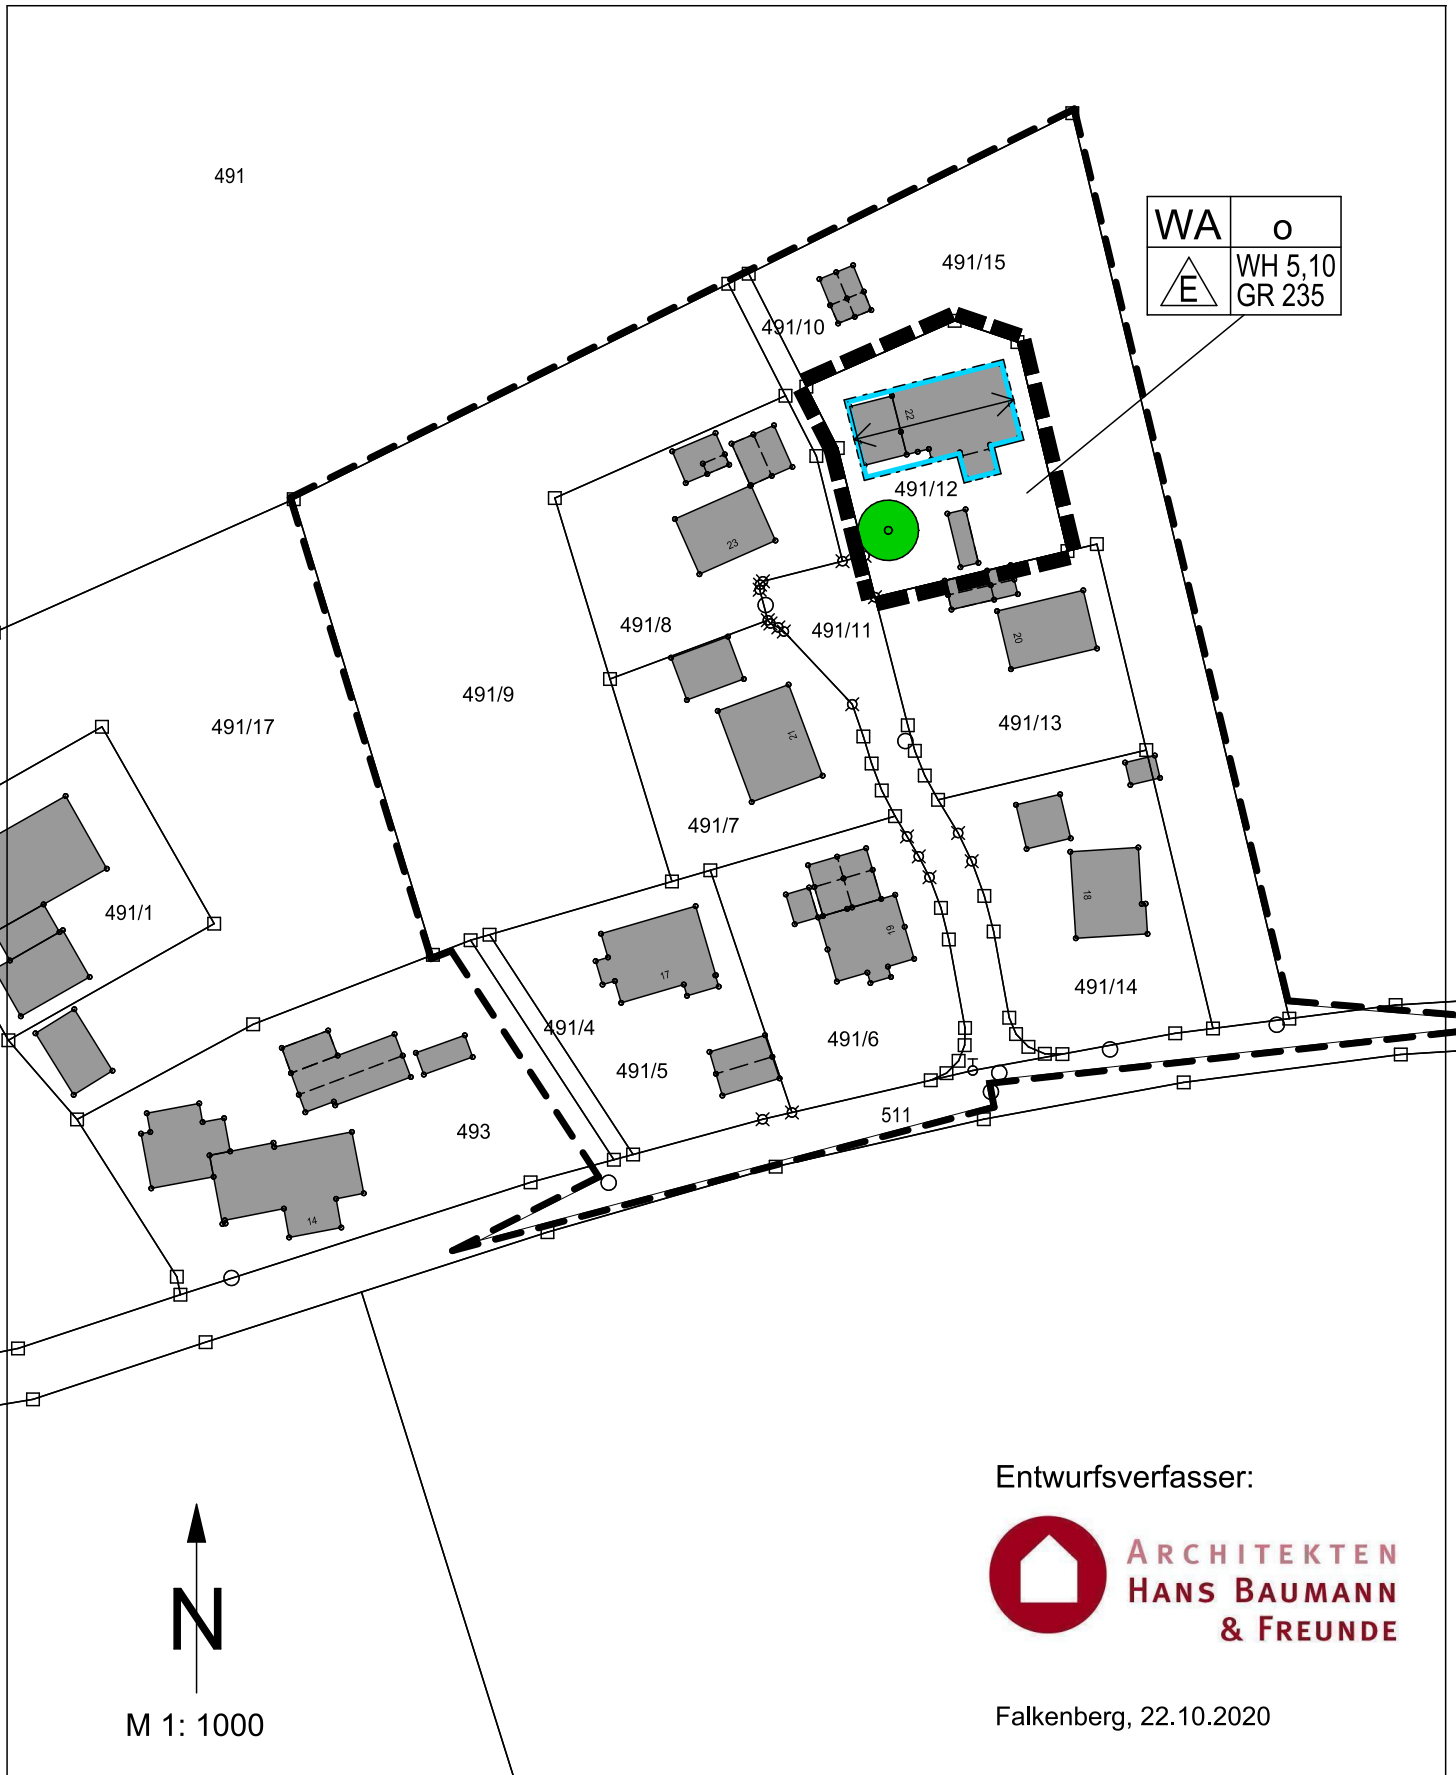 491
WA o
E WH 5,10
GR 235
491/15
491/10
22
491/12
23
491/8
491/11
20
491/9
491/17
491/13
21
491/7
491/1
18
19
17
491/14
491/4
491/6
491/5
511
493
14
Entwurfsverfasser:
ARCHITEKTEN
HANS BAUMANN
& FREUNDE
N
M 1: 1000
Falkenberg, 22.10.2020